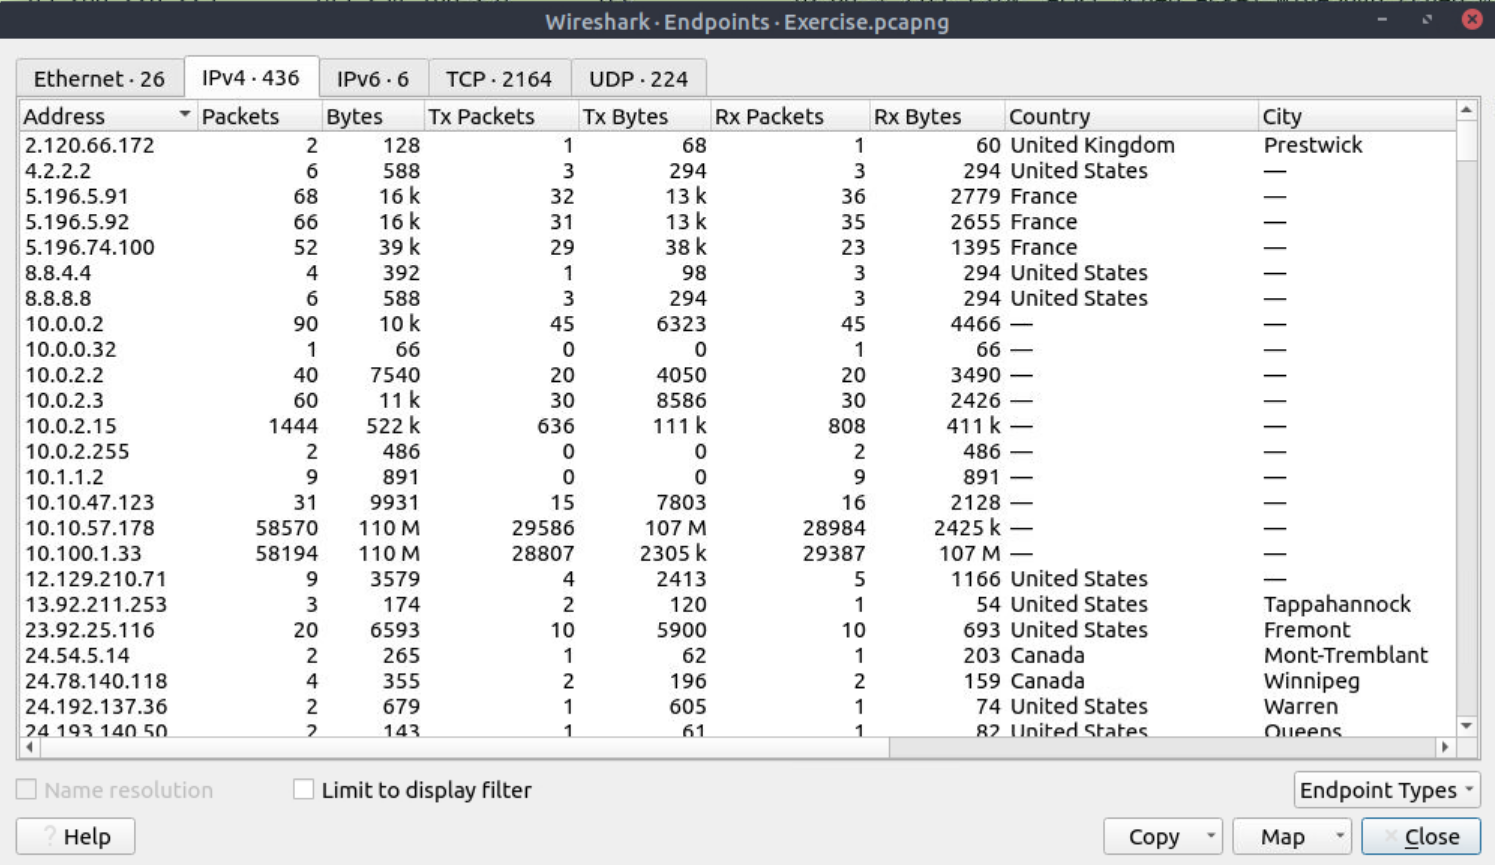 Wireshark · Endpoints · Exercise.pcapng
Ethernet · 26 IPv4 · 436 IPv6 · 6 TCP · 2164 UDP · 224
Address Packets Bytes Tx Packets Tx Bytes Rx Packets Rx Bytes Country City
2.120.66.172 2 128 1 68 1 60 United Kingdom Prestwick
4.2.2.2 6 588 3 294 3 294 United States —
5.196.5.91 68 16 k 32 13 k 36 2779 France —
5.196.5.92 66 16 k 31 13 k 35 2655 France —
5.196.74.100 52 39 k 29 38 k 23 1395 France —
8.8.4.4 4 392 1 98 3 294 United States —
8.8.8.8 6 588 3 294 3 294 United States —
10.0.0.2 90 10 k 45 6323 45 4466 — —
10.0.0.32 1 66 0 0 1 66 — —
10.0.2.2 40 7540 20 4050 20 3490 — —
10.0.2.3 60 11 k 30 8586 30 2426 — —
10.0.2.15 1444 522 k 636 111 k 808 411 k — —
10.0.2.255 2 486 0 0 2 486 — —
10.1.1.2 9 891 0 0 9 891 — —
10.10.47.123 31 9931 15 7803 16 2128 — —
10.10.57.178 58570 110 M 29586 107 M 28984 2425 k — —
10.100.1.33 58194 110 M 28807 2305 k 29387 107 M — —
12.129.210.71 9 3579 4 2413 5 1166 United States —
13.92.211.253 3 174 2 120 1 54 United States Tappahannock
23.92.25.116 20 6593 10 5900 10 693 United States Fremont
24.54.5.14 2 265 1 62 1 203 Canada Mont-Tremblant
24.78.140.118 4 355 2 196 2 159 Canada Winnipeg
24.192.137.36 2 679 1 605 1 74 United States Warren
24.193.140.50 2 143 1 61 1 82 United States Queens
Name resolution Limit to display filter Endpoint Types
? Help Copy Map Close